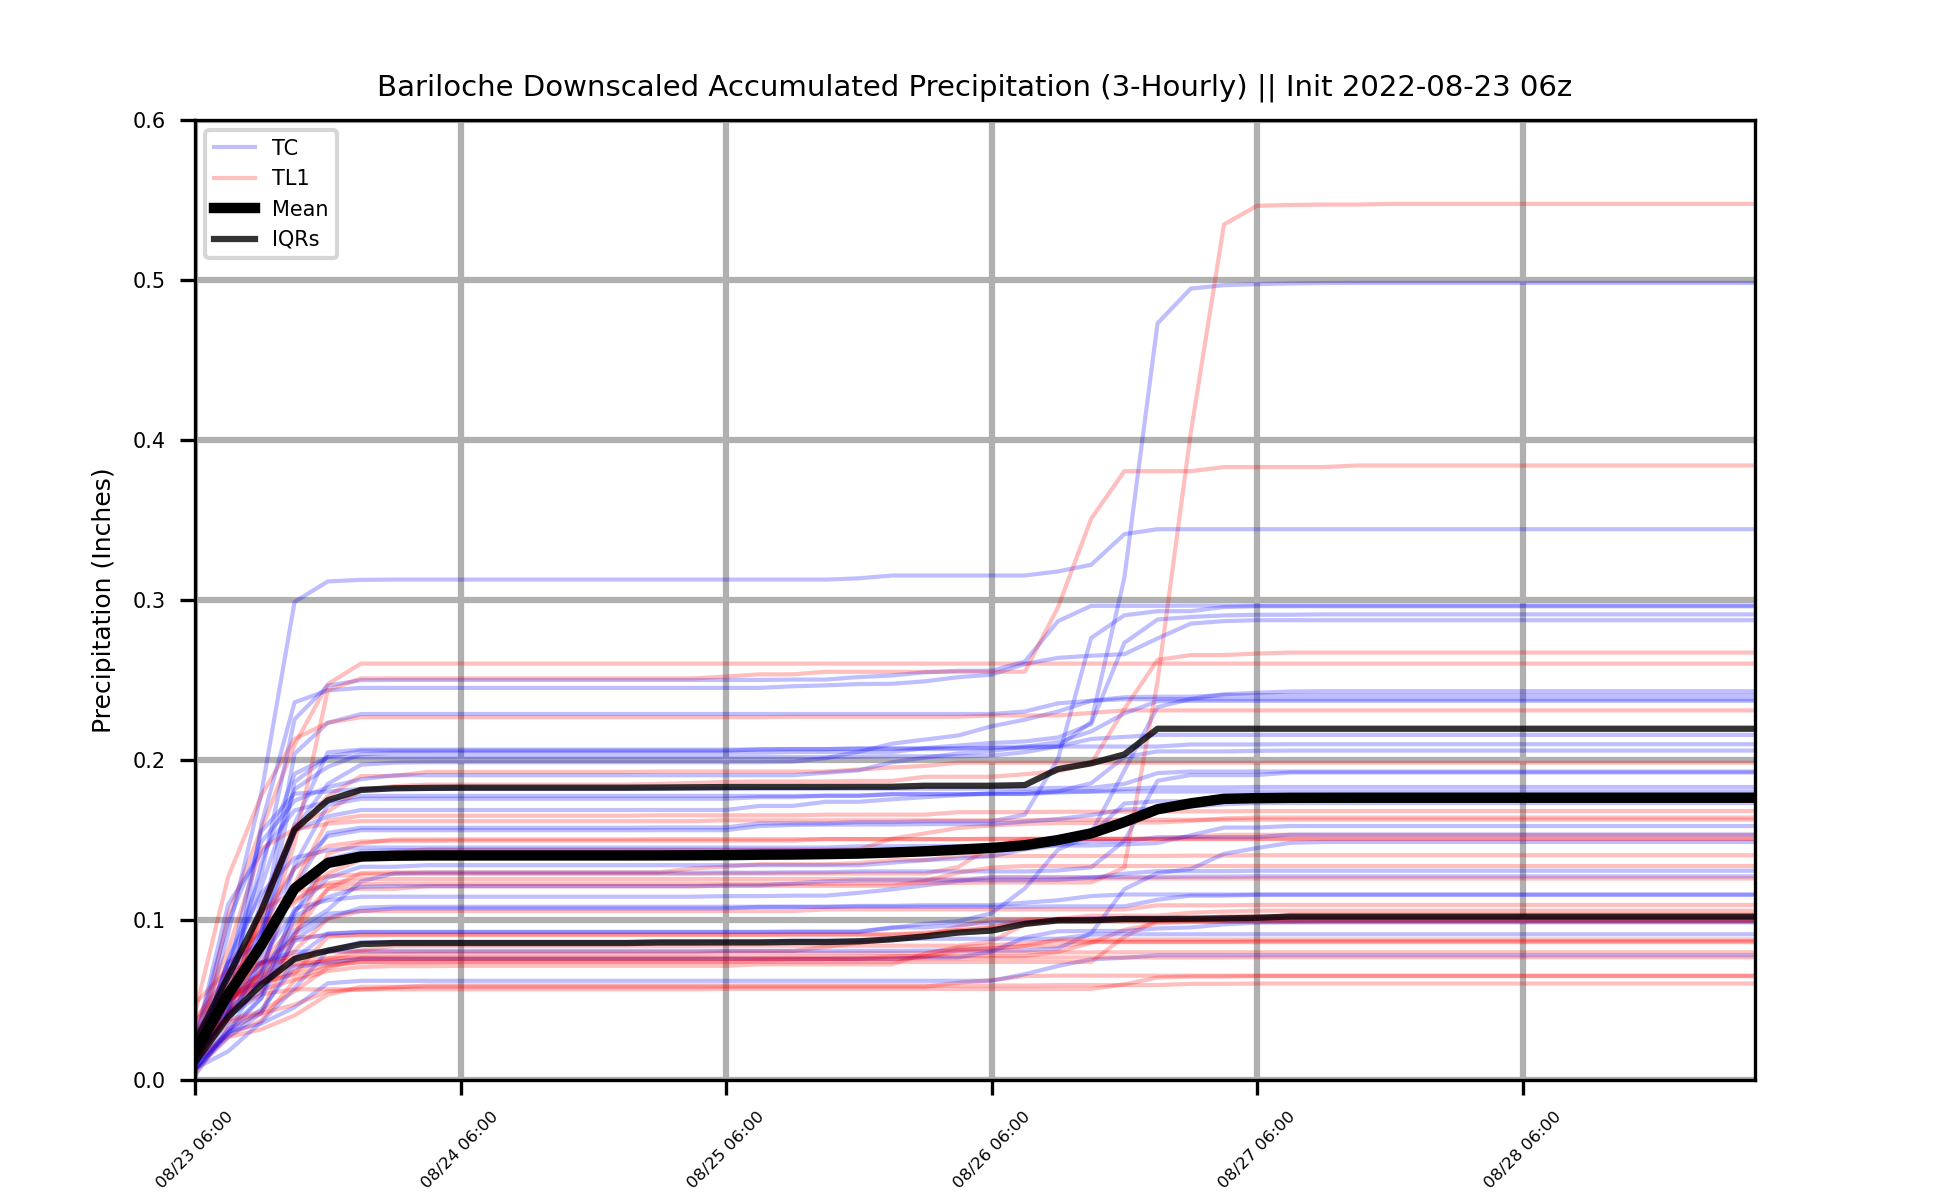 Bariloche Downscaled Accumulated Precipitation (3-Hourly) || Init 2022-08-23 06z
0.6
TC
TL1
Mean
IQRs
0.5
0.4
Precipitation (Inches)
0.3
0.2
0.1
0.0
08/23 06:00
08/24 06:00
08/25 06:00
08/26 06:00
08/27 06:00
08/28 06:00